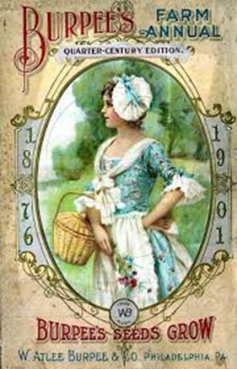 BURPEE'S FARM
ANNUAL
QUARTER-CENTURY EDITION.
1876
1901
WAB
BURPEE'S SEEDS GROW
W. ATLEE BURPEE & CO. PHILADELPHIA, PA.